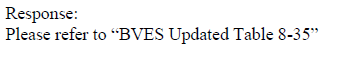 Response:
Please refer to “BVES Updated Table 8-35”